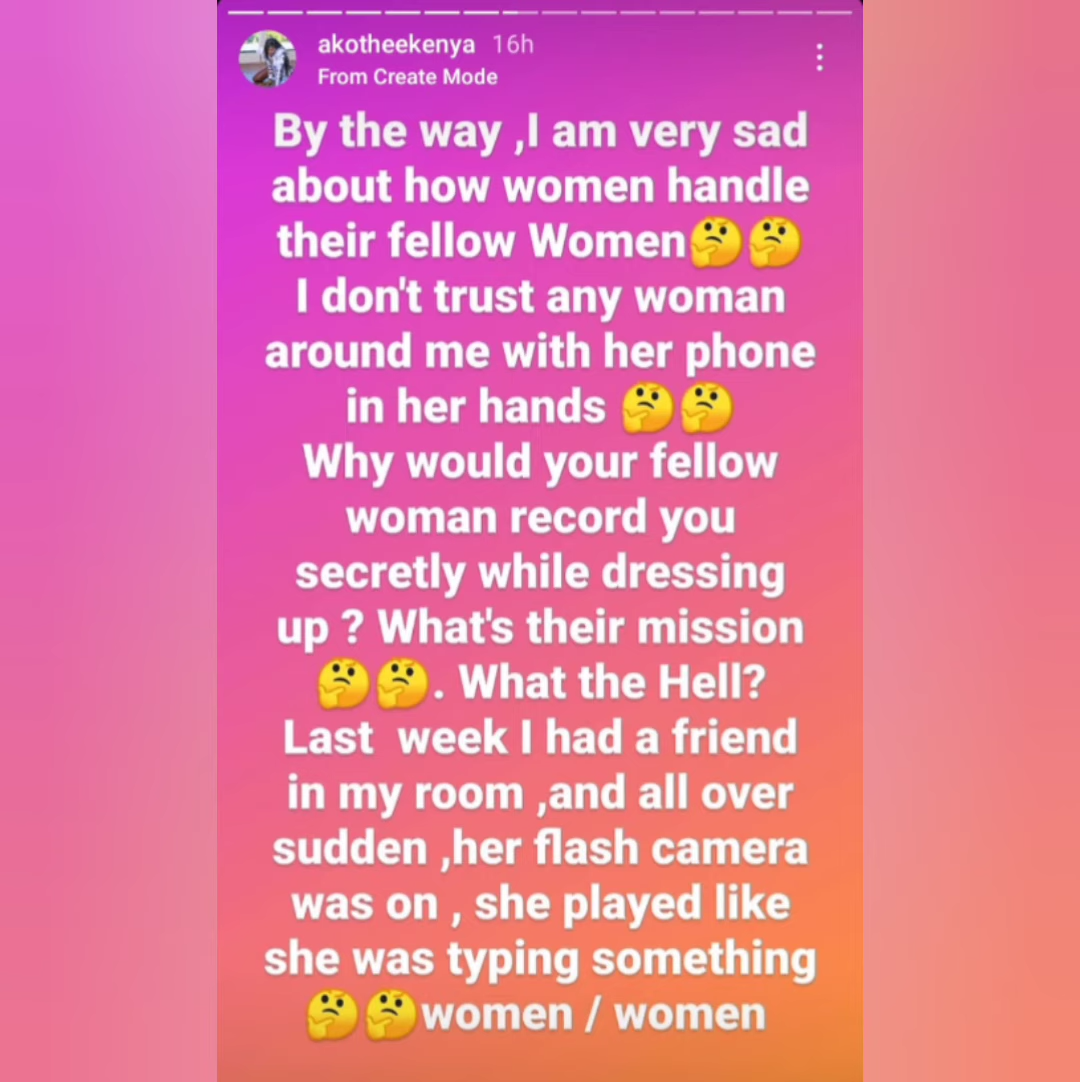 akotheekenya 16h
From Create Mode
By the way ,I am very sad
about how women handle
their fellow Women🤔🤔
I don't trust any woman
around me with her phone
in her hands 🤔🤔
Why would your fellow
woman record you
secretly while dressing
up ? What's their mission
🤔🤔. What the Hell?
Last  week I had a friend
in my room ,and all over
sudden ,her flash camera
was on , she played like
she was typing something
🤔🤔women / women